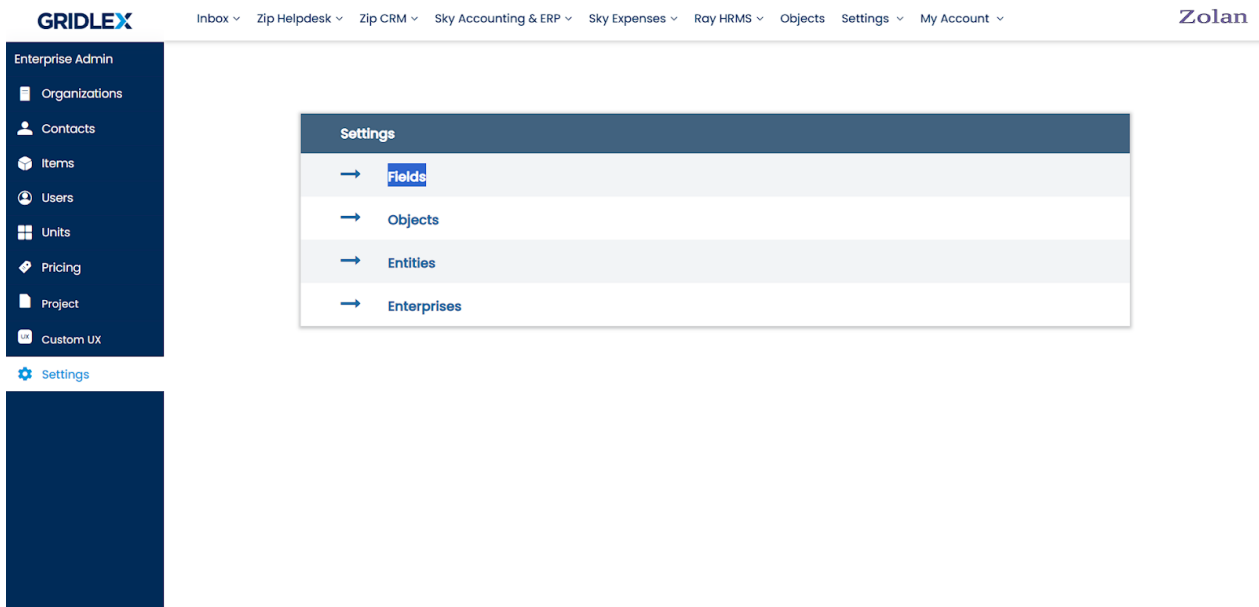 GRIDLEX Inbox Zip Helpdesk Zip CRM Sky Accounting & ERP Sky Expenses Ray HRMS Objects Settings My Account Zolan
Enterprise Admin
Organizations
Contacts
Items
Users
Units
Pricing
Project
UX Custom UX
Settings
Settings
Fields
Objects
Entities
Enterprises